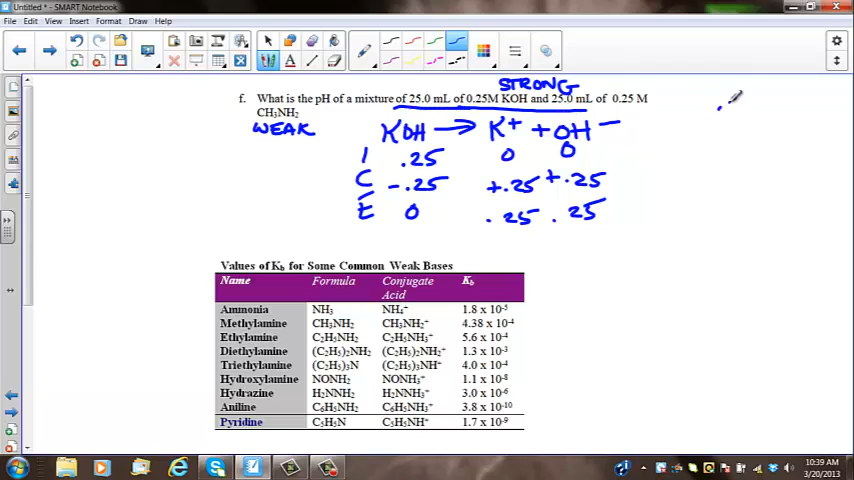 Untitled * - SMART Notebook
File Edit View Insert Format Draw Help
STRONG
f. What is the pH of a mixture of 25.0 mL of 0.25M KOH and 25.0 mL of 0.25 M
CH3NH2
WEAK
KOH → K+ + OH−
I .25 0 0
C -.25 +.25 +.25
E 0 .25 .25
Values of Kb for Some Common Weak Bases
Name Formula Conjugate Acid Kb
Ammonia NH3 NH4+ 1.8 x 10-5
Methylamine CH3NH2 CH3NH2+ 4.38 x 10-4
Ethylamine C2H5NH2 C2H5NH3+ 5.6 x 10-4
Diethylamine (C2H5)2NH2 (C2H5)2NH2+ 1.3 x 10-3
Triethylamine (C2H5)3N (C2H5)3NH+ 4.0 x 10-4
Hydroxylamine NONH2 NONH3+ 1.1 x 10-8
Hydrazine H2NNH2 H2NNH3+ 3.0 x 10-6
Aniline C6H5NH2 C6H5NH3+ 3.8 x 10-10
Pyridine C5H5N C5H5NH+ 1.7 x 10-9
10:39 AM
3/20/2013